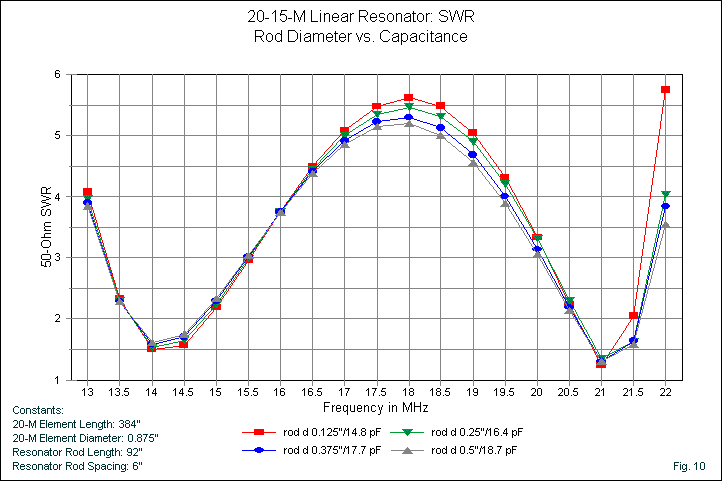 20-15-M Linear Resonator: SWR
Rod Diameter vs. Capacitance
6
5
4
3
2
1
50-Ohm SWR
13 13.5 14 14.5 15 15.5 16 16.5 17 17.5 18 18.5 19 19.5 20 20.5 21 21.5 22
Frequency in MHz
Constants:
20-M Element Length: 384"
20-M Element Diameter: 0.875"
Resonator Rod Length: 92"
Resonator Rod Spacing: 6"
rod d 0.125"/14.8 pF
rod d 0.25"/16.4 pF
rod d 0.375"/17.7 pF
rod d 0.5"/18.7 pF
Fig. 10